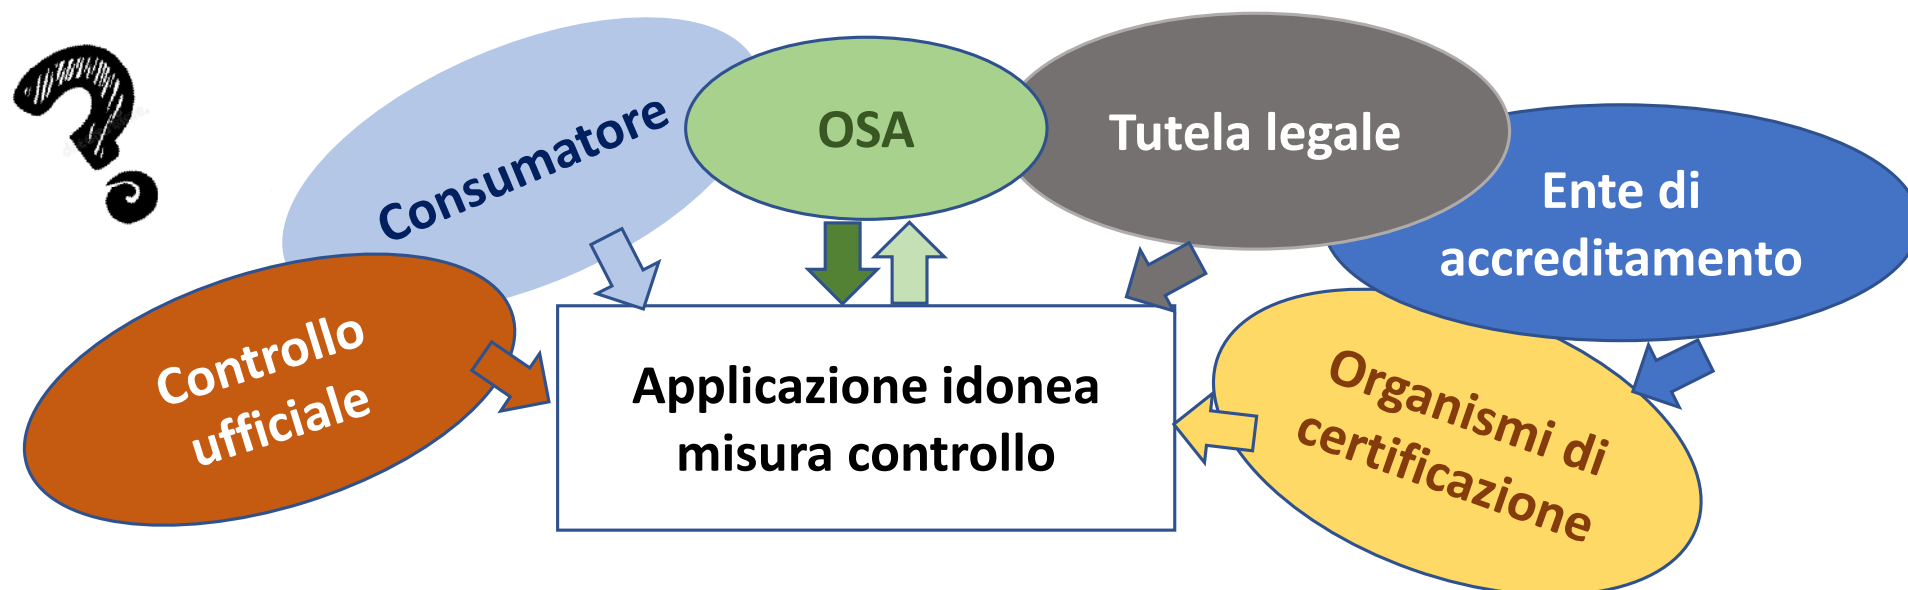 Consumatore
OSA
Tutela legale
Ente di
accreditamento
Controllo
ufficiale
Applicazione idonea
misura controllo
Organismi di
certificazione